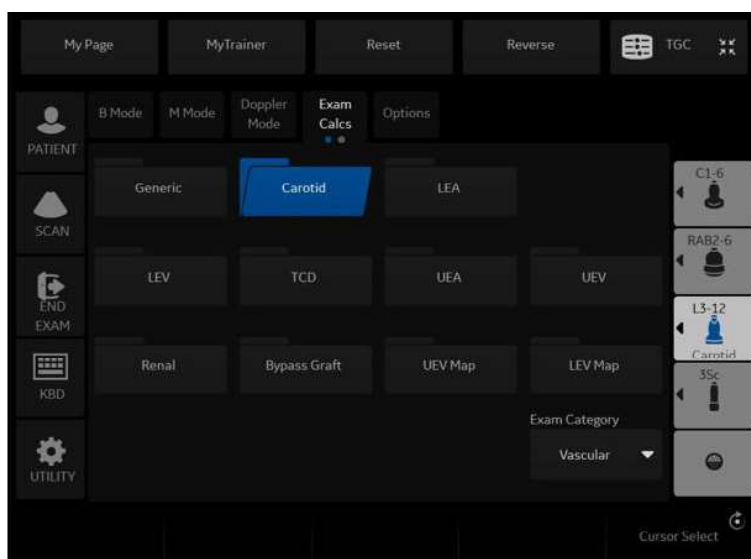 My Page
MyTrainer
Reset
Reverse
TGC
PATIENT
SCAN
END
EXAM
KBD
UTILITY
B Mode
M Mode
Doppler
Mode
Exam
Calcs
Options
Generic
Carotid
LEA
LEV
TCD
UEA
UEV
Renal
Bypass Graft
UEV Map
LEV Map
Exam Category
Vascular
C1-6
RAB2-6
L3-12
Carotid
3Sc
Cursor Select